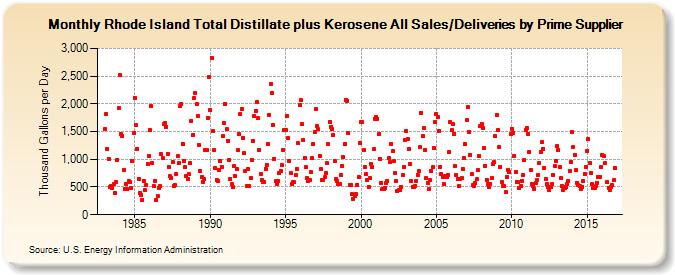 Monthly Rhode Island Total Distillate plus Kerosene All Sales/Deliveries by Prime Supplier
Thousand Gallons per Day
3,000
2,500
2,000
1,500
1,000
500
0
1985 1990 1995 2000 2005 2010 2015
Source: U.S. Energy Information Administration